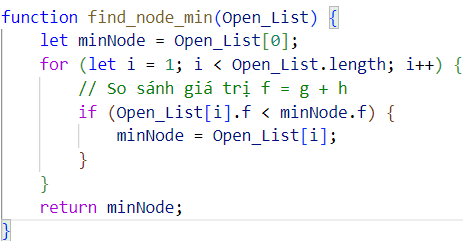 function find_node_min(Open_List) {
    let minNode = Open_List[0];
    for (let i = 1; i < Open_List.length; i++) {
        // So sánh giá trị f = g + h
        if (Open_List[i].f < minNode.f) {
            minNode = Open_List[i];
        }
    }
    return minNode;
}